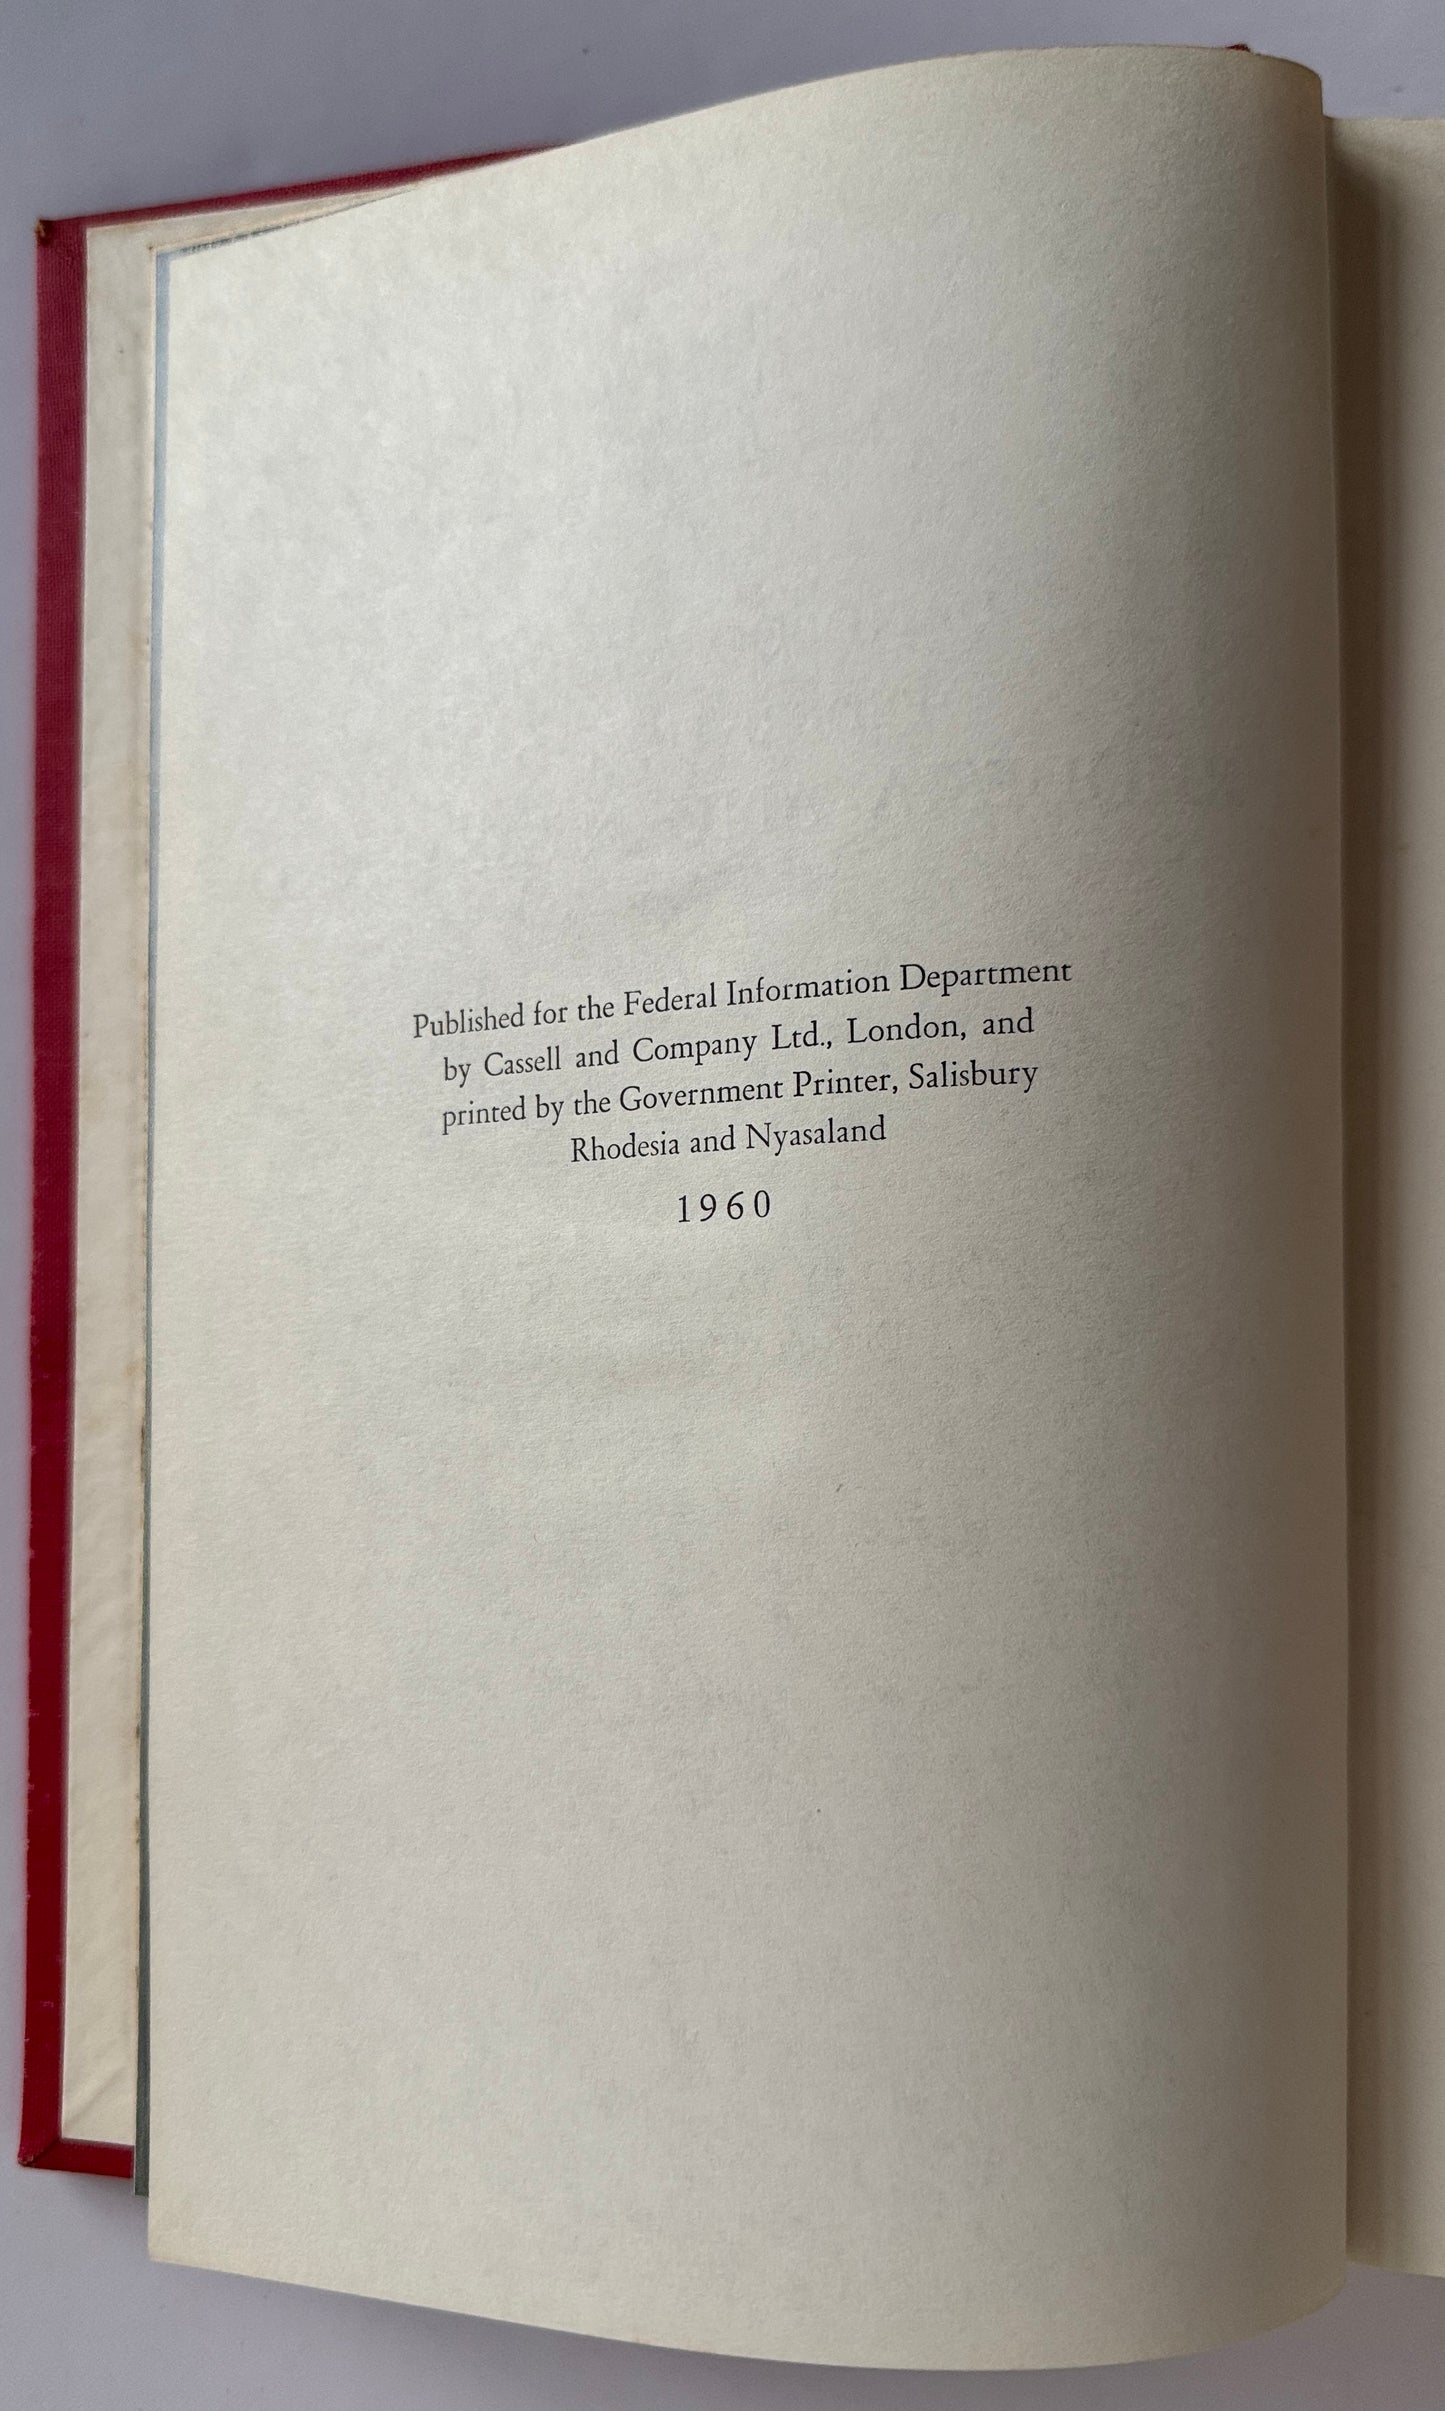 Published for the Federal Information Department
by Cassell and Company Ltd., London, and
printed by the Government Printer, Salisbury
Rhodesia and Nyasaland
1960